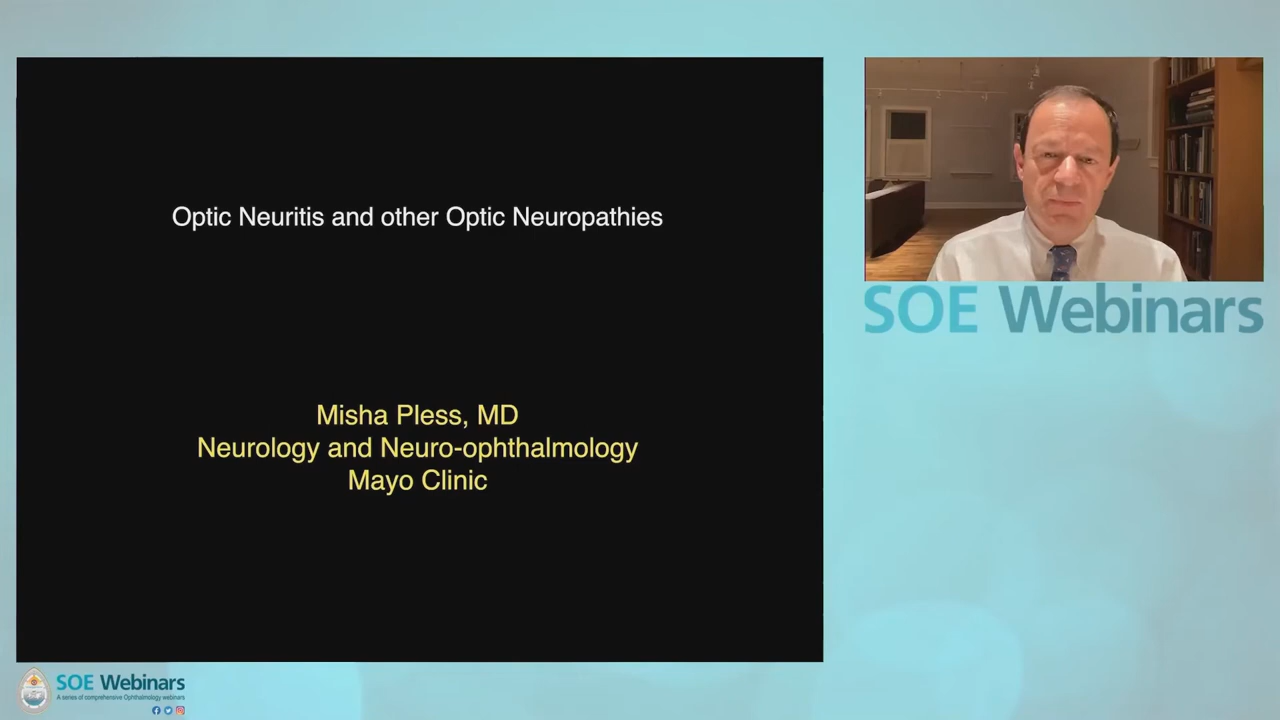 Optic Neuritis and other Optic Neuropathies
Misha Pless, MD
Neurology and Neuro-ophthalmology
Mayo Clinic
SOE Webinars
SOE Webinars
A series of comprehensive Ophthalmology webinars